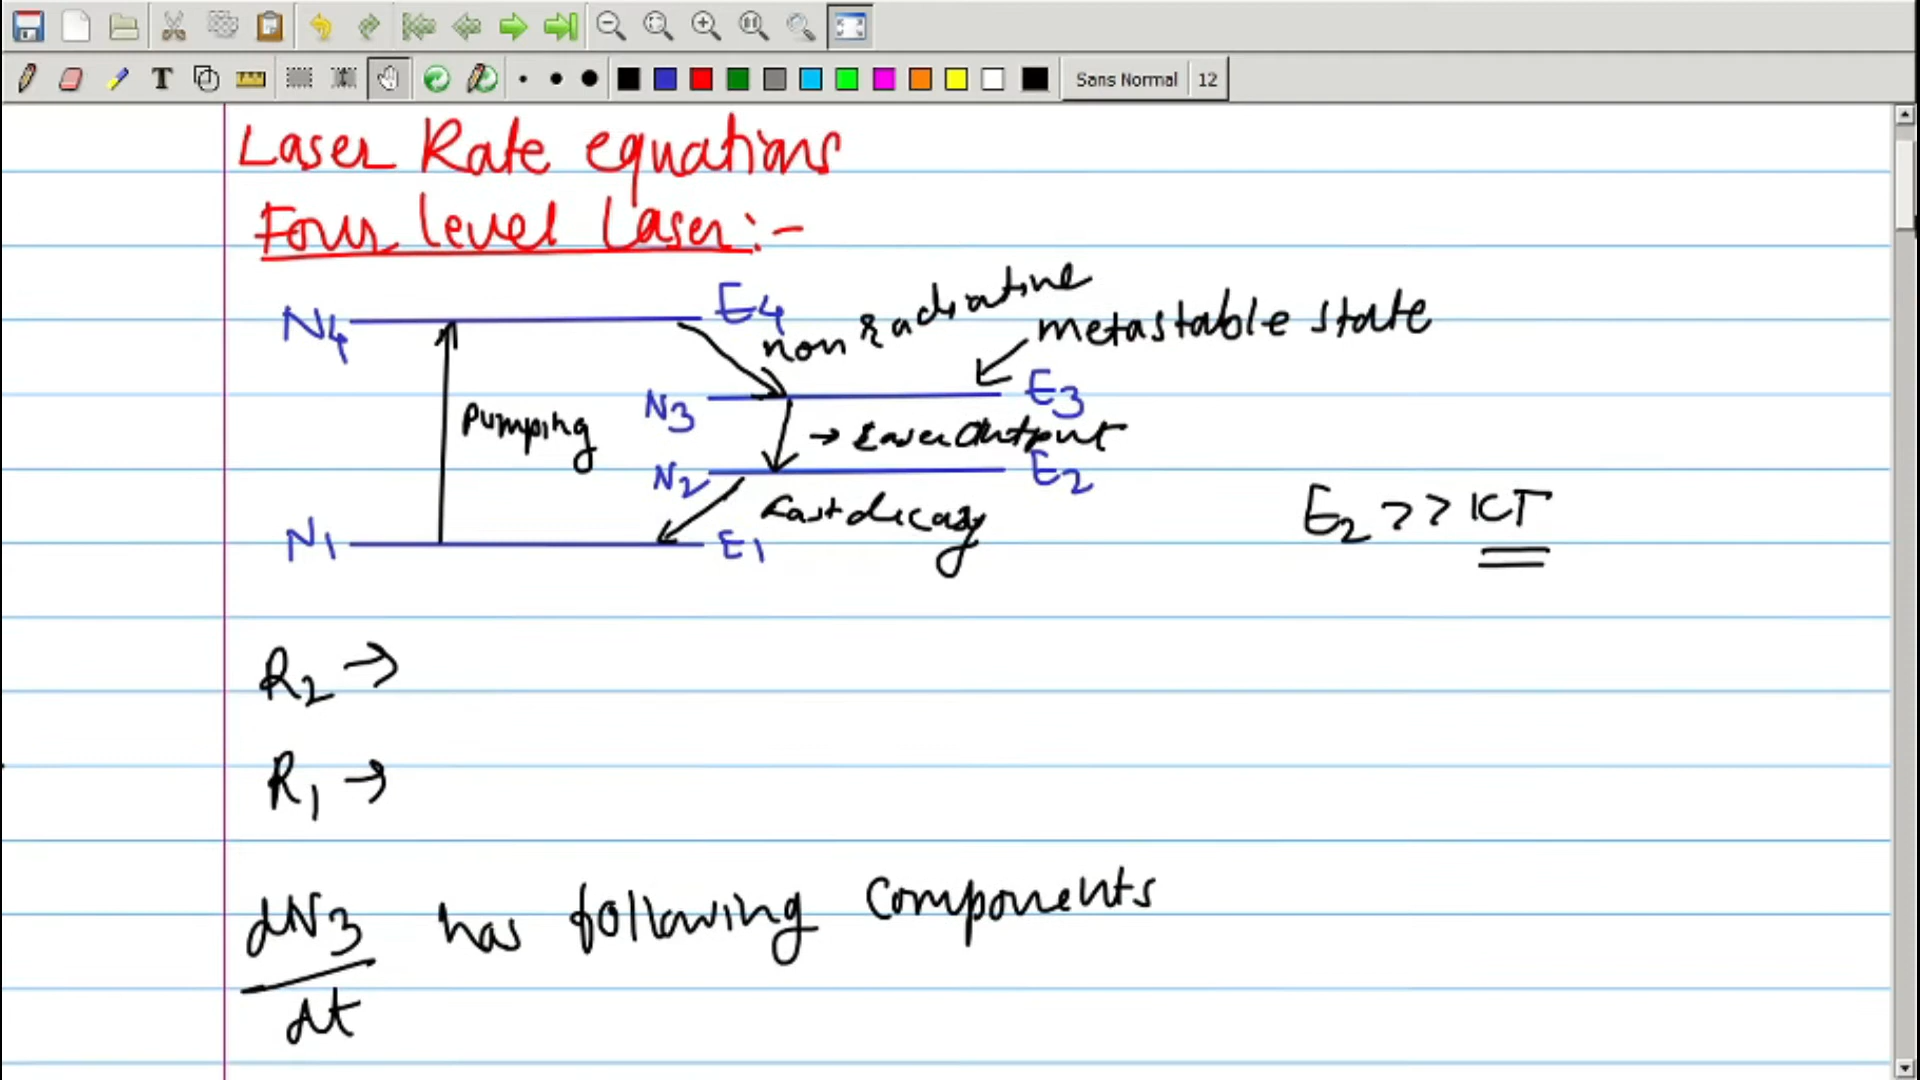 Sans Normal 12
Laser Rate equations
Four level Laser:-
N4 E4 non radiative
metastable state
N3 E3
Pumping → Laser Output
N2 E2
fast decay E2 >> KT
N1 E1
R2 →
R1 →
dN3 has following Components
dt